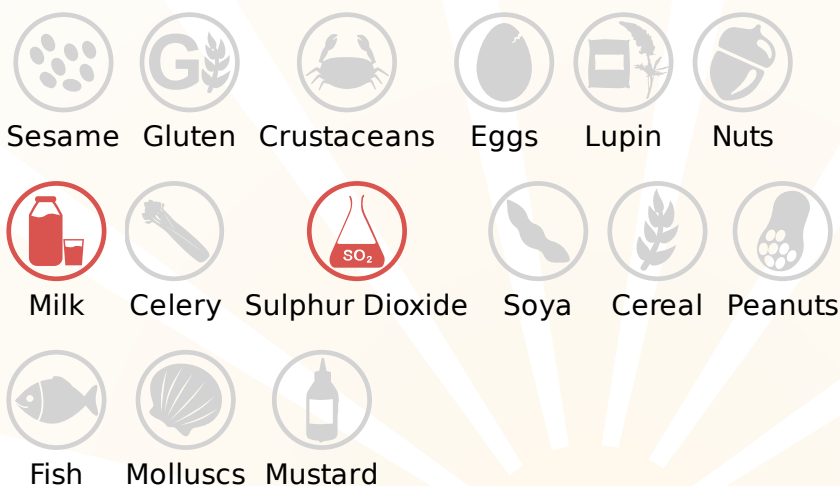 G
Sesame Gluten Crustaceans Eggs Lupin Nuts
SO₂
Milk Celery Sulphur Dioxide Soya Cereal Peanuts
Fish Molluscs Mustard